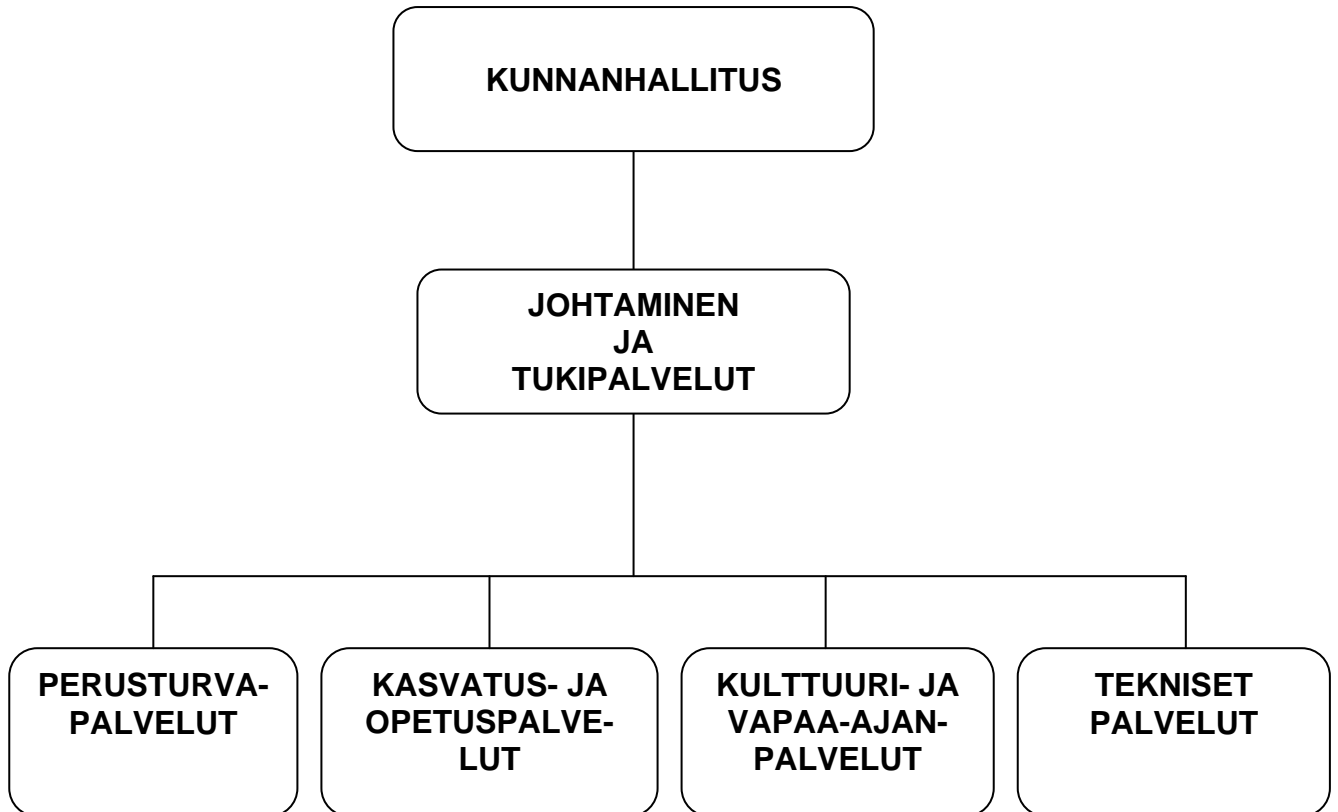 KUNNANHALLITUS
JOHTAMINEN
JA
TUKIPALVELUT
PERUSTURVA-
PALVELUT
KASVATUS- JA
OPETUSPALVE-
LUT
KULTTUURI- JA
VAPAA-AJAN-
PALVELUT
TEKNISET
PALVELUT